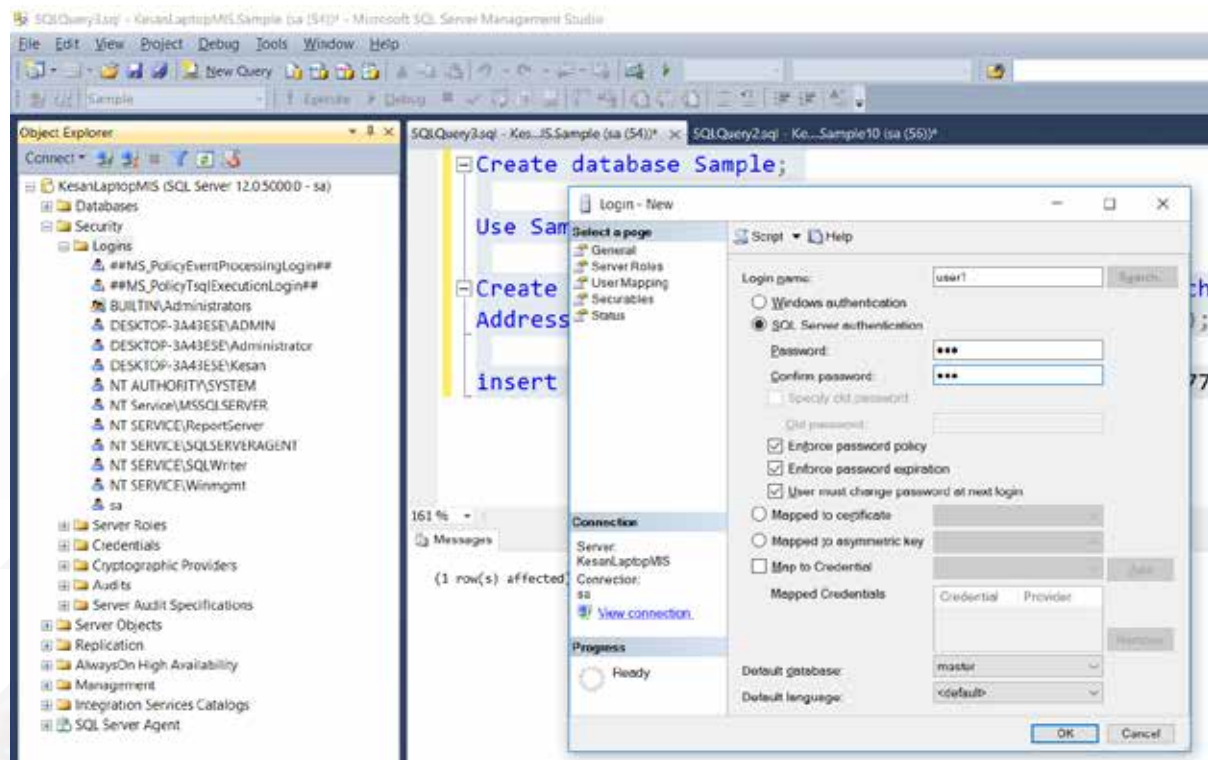 SQLQuery3.sql - KesanLaptopMIS.Sample (sa (54))* - Microsoft SQL Server Management Studio
File Edit View Project Debug Tools Window Help
New Query
Sample Execute Debug
Object Explorer
Connect
KesanLaptopMIS (SQL Server 12.0.5000.0 - sa)
Databases
Security
Logins
##MS_PolicyEventProcessingLogin##
##MS_PolicyTsqlExecutionLogin##
BUILTIN\Administrators
DESKTOP-3A43ESE\ADMIN
DESKTOP-3A43ESE\Administrator
DESKTOP-3A43ESE\Kesan
NT AUTHORITY\SYSTEM
NT Service\MSSQLSERVER
NT SERVICE\ReportServer
NT SERVICE\SQLSERVERAGENT
NT SERVICE\SQLWriter
NT SERVICE\Winmgmt
sa
Server Roles
Credentials
Cryptographic Providers
Audits
Server Audit Specifications
Server Objects
Replication
AlwaysOn High Availability
Management
Integration Services Catalogs
SQL Server Agent
SQLQuery3.sql - Kes...IS.Sample (sa (54))* SQLQuery2.sql - Ke...Sample10 (sa (56))*
Create database Sample;
Use Sam
Create ch
Address );
insert 77
161 %
Messages
(1 row(s) affected)
Login - New
Select a page
General
Server Roles
User Mapping
Securables
Status
Connection
Server:
KesanLaptopMIS
Connection:
sa
View connection
Progress
Ready
Script Help
Login name: user1 Search...
Windows authentication
SQL Server authentication
Password: •••
Confirm password: •••
Specify old password
Old password:
Enforce password policy
Enforce password expiration
User must change password at next login
Mapped to certificate
Mapped to asymmetric key
Map to Credential Add
Mapped Credentials Credential Provider
Remove
Default database: master
Default language: <default>
OK Cancel